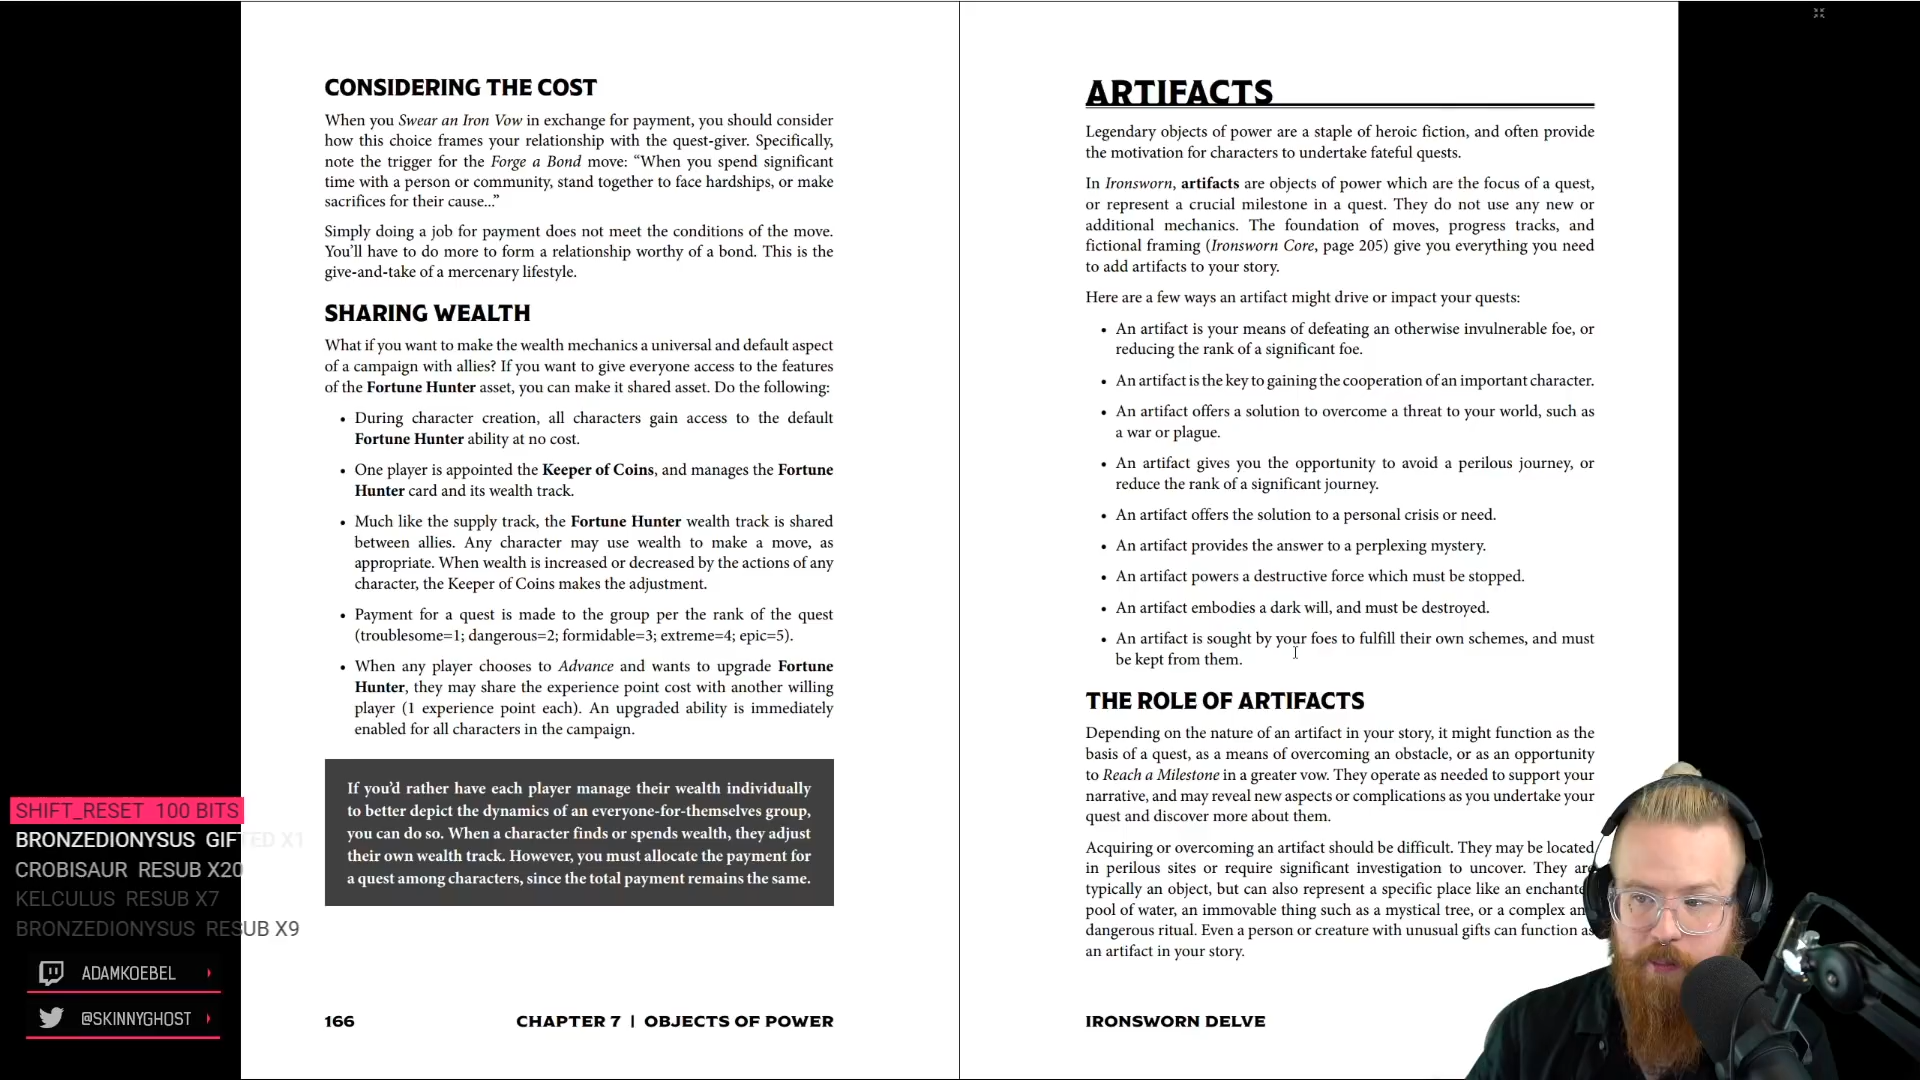 CONSIDERING THE COST
When you Swear an Iron Vow in exchange for payment, you should consider
how this choice frames your relationship with the quest-giver. Specifically,
note the trigger for the Forge a Bond move: “When you spend significant
time with a person or community, stand together to face hardships, or make
sacrifices for their cause...”
Simply doing a job for payment does not meet the conditions of the move.
You’ll have to do more to form a relationship worthy of a bond. This is the
give-and-take of a mercenary lifestyle.
SHARING WEALTH
What if you want to make the wealth mechanics a universal and default aspect
of a campaign with allies? If you want to give everyone access to the features
of the Fortune Hunter asset, you can make it shared asset. Do the following:
• During character creation, all characters gain access to the default
Fortune Hunter ability at no cost.
• One player is appointed the Keeper of Coins, and manages the Fortune
Hunter card and its wealth track.
• Much like the supply track, the Fortune Hunter wealth track is shared
between allies. Any character may use wealth to make a move, as
appropriate. When wealth is increased or decreased by the actions of any
character, the Keeper of Coins makes the adjustment.
• Payment for a quest is made to the group per the rank of the quest
(troublesome=1; dangerous=2; formidable=3; extreme=4; epic=5).
• When any player chooses to Advance and wants to upgrade Fortune
Hunter, they may share the experience point cost with another willing
player (1 experience point each). An upgraded ability is immediately
enabled for all characters in the campaign.
If you’d rather have each player manage their wealth individually
to better depict the dynamics of an everyone-for-themselves group,
you can do so. When a character finds or spends wealth, they adjust
their own wealth track. However, you must allocate the payment for
a quest among characters, since the total payment remains the same.
166
CHAPTER 7 | OBJECTS OF POWER
ARTIFACTS
Legendary objects of power are a staple of heroic fiction, and often provide
the motivation for characters to undertake fateful quests.
In Ironsworn, artifacts are objects of power which are the focus of a quest,
or represent a crucial milestone in a quest. They do not use any new or
additional mechanics. The foundation of moves, progress tracks, and
fictional framing (Ironsworn Core, page 205) give you everything you need
to add artifacts to your story.
Here are a few ways an artifact might drive or impact your quests:
• An artifact is your means of defeating an otherwise invulnerable foe, or
reducing the rank of a significant foe.
• An artifact is the key to gaining the cooperation of an important character.
• An artifact offers a solution to overcome a threat to your world, such as
a war or plague.
• An artifact gives you the opportunity to avoid a perilous journey, or
reduce the rank of a significant journey.
• An artifact offers the solution to a personal crisis or need.
• An artifact provides the answer to a perplexing mystery.
• An artifact powers a destructive force which must be stopped.
• An artifact embodies a dark will, and must be destroyed.
• An artifact is sought by your foes to fulfill their own schemes, and must
be kept from them.
THE ROLE OF ARTIFACTS
Depending on the nature of an artifact in your story, it might function as the
basis of a quest, as a means of overcoming an obstacle, or as an opportunity
to Reach a Milestone in a greater vow. They operate as needed to support your
narrative, and may reveal new aspects or complications as you undertake your
quest and discover more about them.
Acquiring or overcoming an artifact should be difficult. They may be located
in perilous sites or require significant investigation to uncover. They are
typically an object, but can also represent a specific place like an enchante
pool of water, an immovable thing such as a mystical tree, or a complex an
dangerous ritual. Even a person or creature with unusual gifts can function as
an artifact in your story.
IRONSWORN DELVE
SHIFT_RESET 100 BITS
BRONZEDIONYSUS GIFTED X1
CROBISAUR RESUB X20
KELCULUS RESUB X7
BRONZEDIONYSUS RESUB X9
ADAMKOEBEL
@SKINNYGHOST